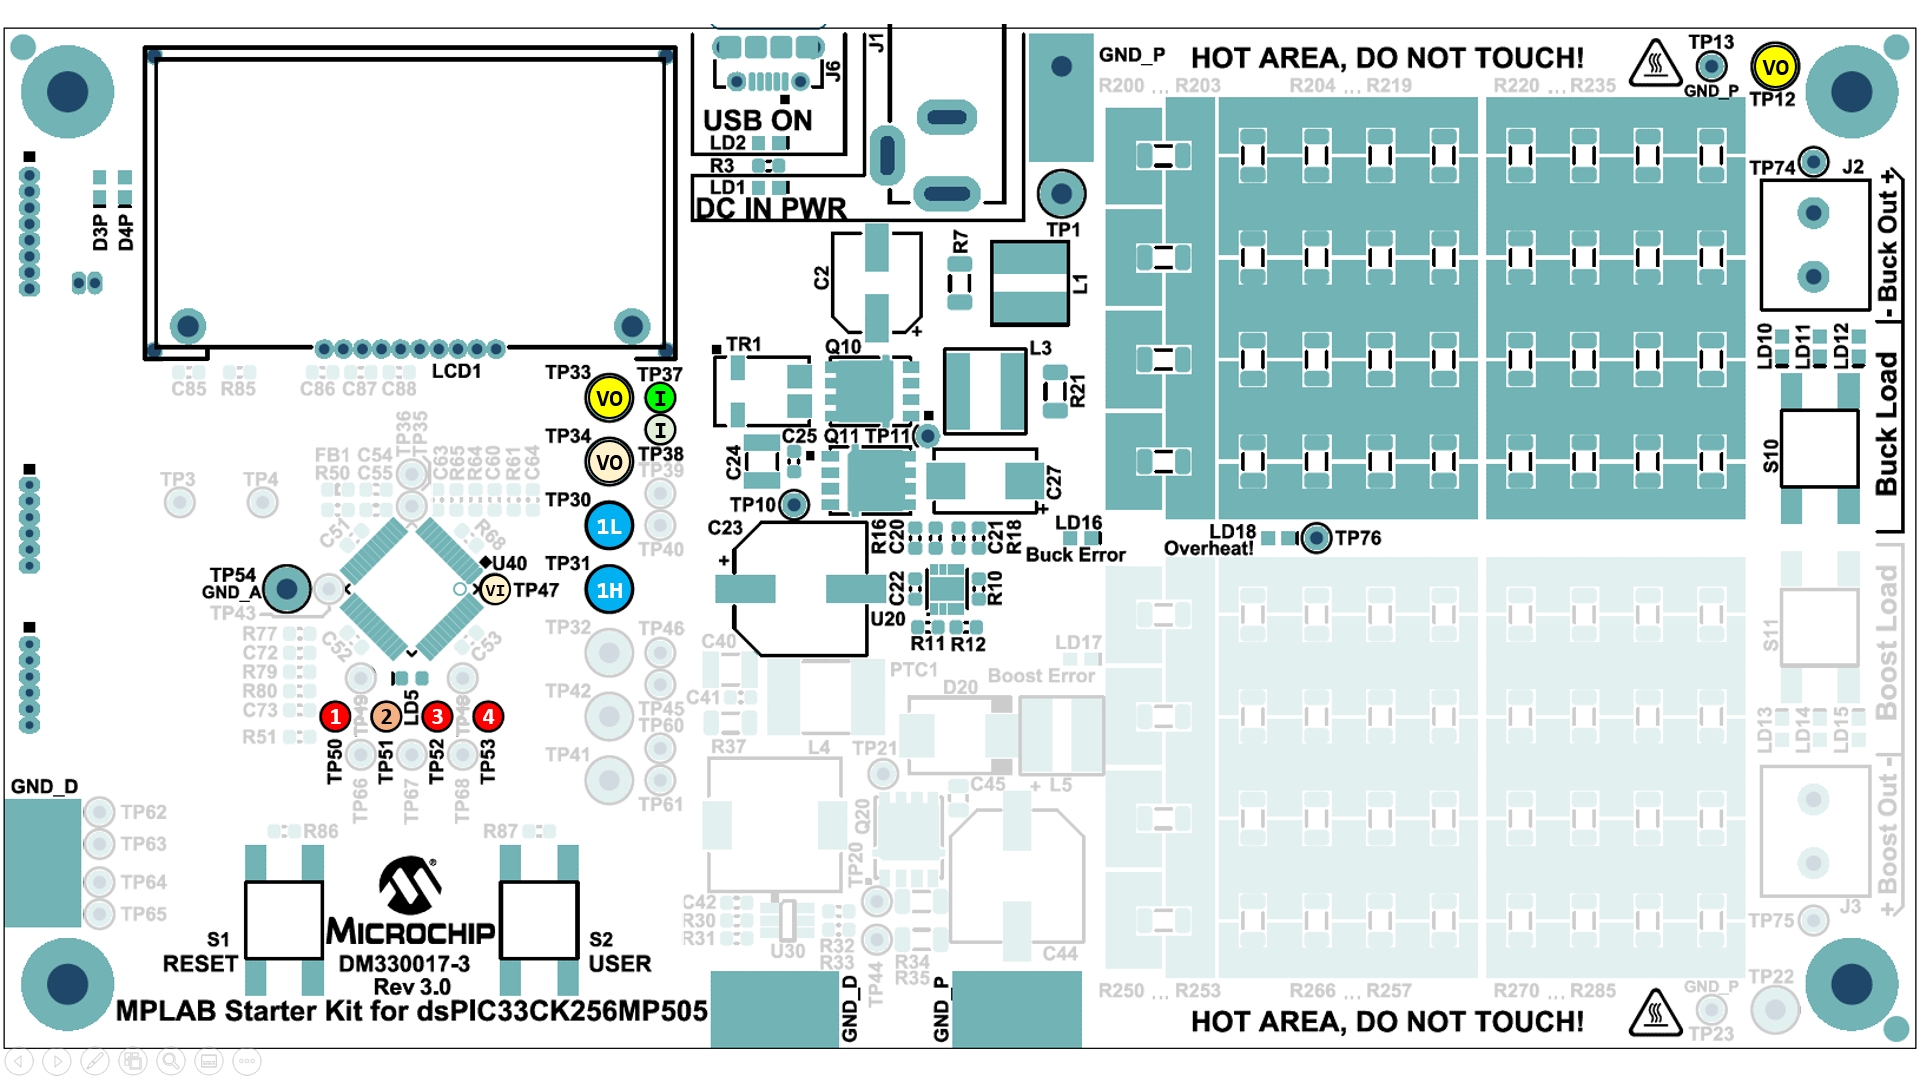 HOT AREA, DO NOT TOUCH!
GND_P
J1
J6
TP13
GND_P
VO
TP12
R200 ... R203
R204 ... R219
R220 ... R235
USB ON
LD2
R3
LD1
DC IN PWR
TP1
TP74
J2
- Buck Out +
D3P
D4P
C2
+
R7
L1
LCD1
C85
R85
C86
C87
C88
TR1
Q10
L3
R21
LD10
LD11
LD12
Buck Load
S10
TP33
VO
TP37
I
I
TP38
TP34
VO
TP39
TP30
1L
TP40
TP31
1H
C25
Q11
TP11
C24
TP10
C27
+
C23
+
R16
C20
C21
R18
LD16
Buck Error
LD18
Overheat!
TP76
TP3
TP4
TP36
TP35
FB1
C54
R50
C55
C63
R65
R64
C60
R61
C64
C51
R68
U40
VI
TP47
TP54
GND_A
TP43
C22
R10
U20
R11
R12
R77
C72
R79
R80
C73
R51
C52
C53
TP32
TP46
TP42
TP45
TP60
TP41
TP61
C40
C41
R37
L4
PTC1
LD17
Boost Error
D20
TP21
C45
+
L5
S11
Boost Load
LD13
LD14
LD15
1
2
3
4
TP49
LD5
TP48
TP50
TP51
TP52
TP53
TP66
TP67
TP68
GND_D
TP62
TP63
TP64
TP65
R86
R87
Q20
TP20
C42
R30
R31
U30
R32
R33
TP44
R34
R35
C44
+ Boost Out -
J3
TP75
S1
RESET
MICROCHIP
®
DM330017-3
Rev 3.0
S2
USER
MPLAB Starter Kit for dsPIC33CK256MP505
GND_D
GND_P
R250 ... R253
R266 ... R257
R270 ... R285
HOT AREA, DO NOT TOUCH!
GND_P
TP23
TP22